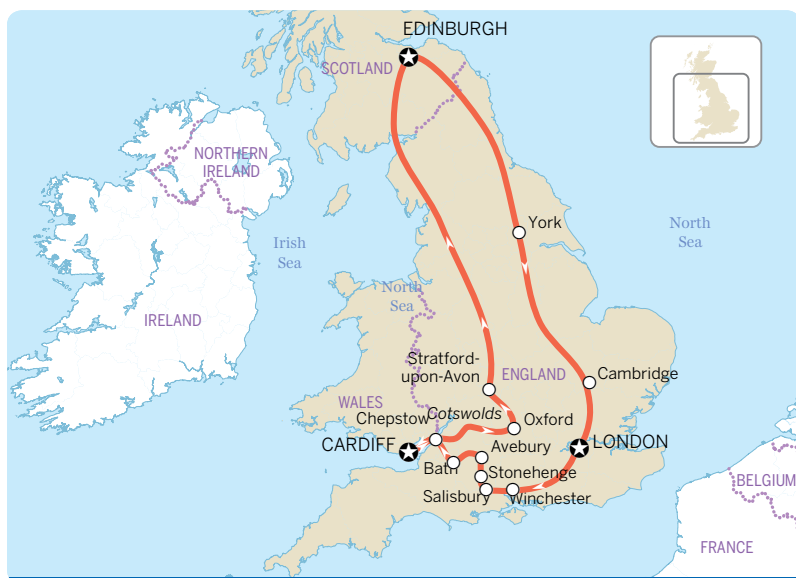 EDINBURGH
SCOTLAND
NORTHERN
IRELAND
York
North
Sea
Irish
Sea
North
Sea
IRELAND
Stratford-
upon-Avon
ENGLAND
Cambridge
WALES
Chepstow
Cotswolds
Oxford
CARDIFF
LONDON
Avebury
Bath
Stonehenge
BELGIUM
Salisbury
Winchester
FRANCE